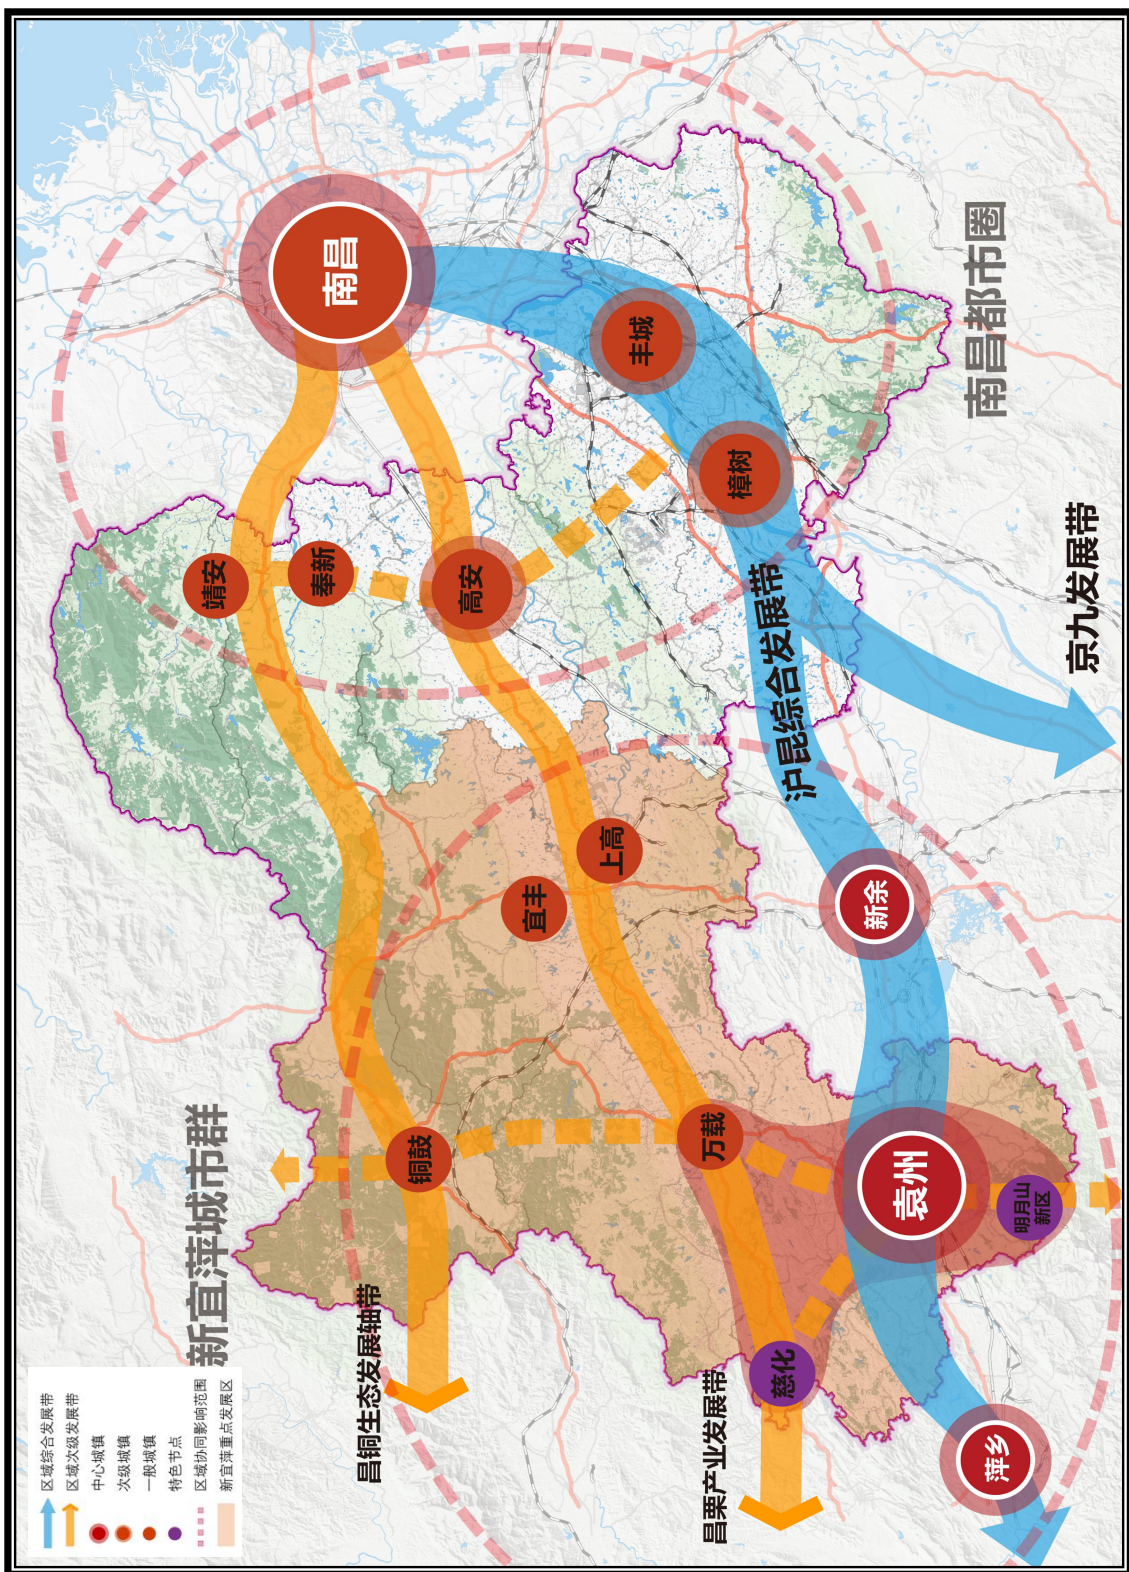 新宜萍城市群
南昌都市圈
南昌
靖安
奉新
高安
丰城
樟树
宜丰
上高
铜鼓
万载
新余
袁州
明月山
新区
慈化
萍乡
昌铜生态发展轴带
昌栗产业发展带
沪昆综合发展带
京九发展带
区域综合发展带
区域次级发展带
中心城镇
次级城镇
一般城镇
特色节点
区域协同影响范围
新宜萍重点发展区